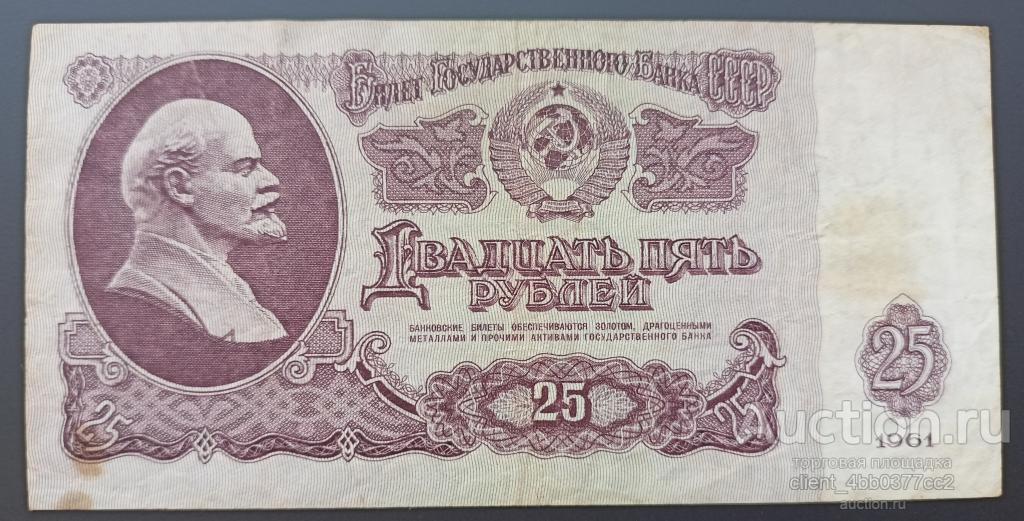 Билет Государственного Банка СССР
Двадцать пять
рублей
БАНКОВСКИЕ БИЛЕТЫ ОБЕСПЕЧИВАЮТСЯ ЗОЛОТОМ, ДРАГОЦЕННЫМИ
МЕТАЛЛАМИ И ПРОЧИМИ АКТИВАМИ ГОСУДАРСТВЕННОГО БАНКА
25
25
25
25
1961
auction.ru
торговая площадка
client_4bb0377cc2
auction.ru